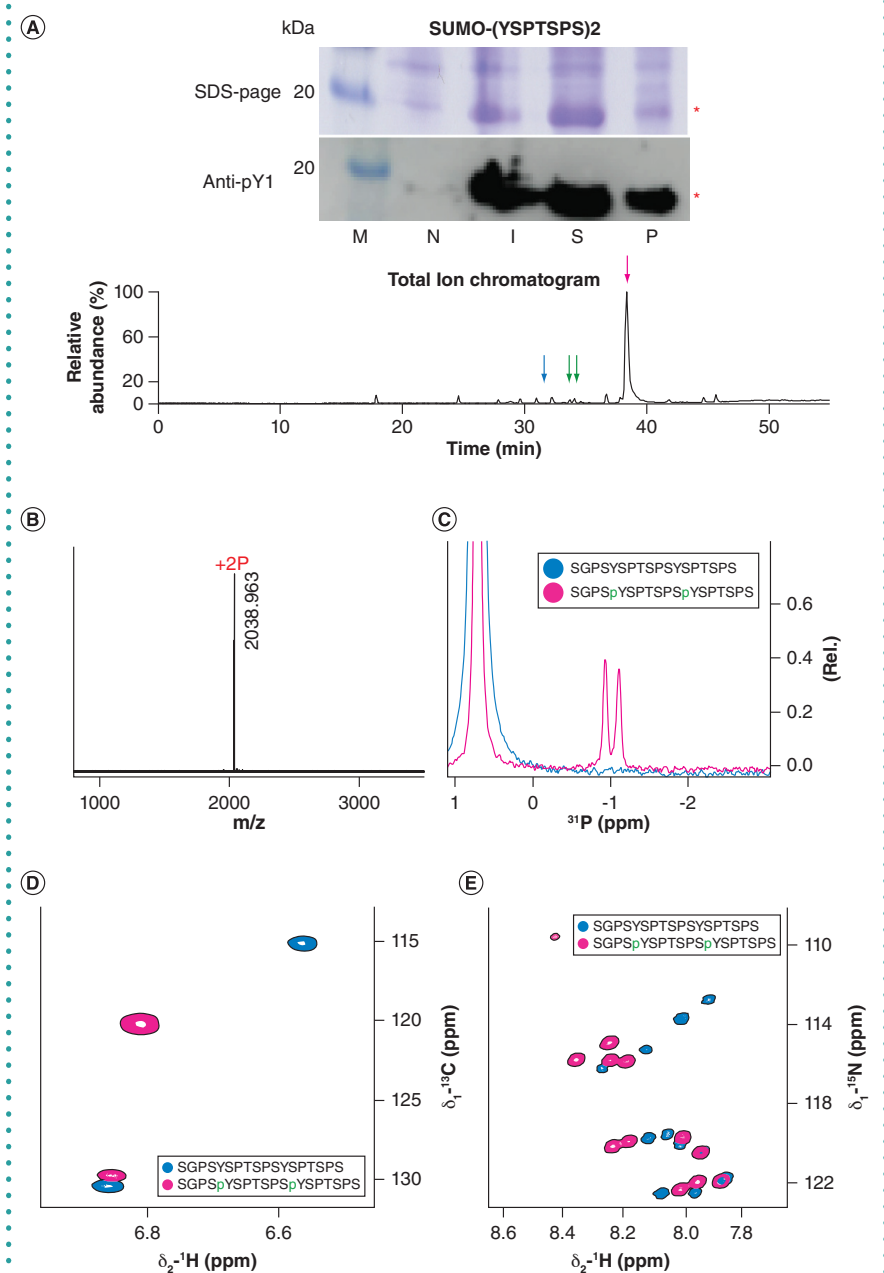 A
kDa
SUMO-(YSPTSPS)2
SDS-page
20
*
Anti-pY1
20
*
M N I S P
Total Ion chromatogram
Relative
abundance (%)
100
60
20
0
0 10 20 30 40 50
Time (min)
B
+2P
2038.963
1000 2000 3000
m/z
C
SGPSYSPTSPSYSPTSPS
SGPSpYSPTSPSpYSPTSPS
0.6
0.4
0.2
0.0
(Rel.)
1 0 -1 -2
³¹P (ppm)
D
115
120
125
130
δ₁-¹³C (ppm)
SGPSYSPTSPSYSPTSPS
SGPSpYSPTSPSpYSPTSPS
6.8 6.6
δ₂-¹H (ppm)
E
SGPSYSPTSPSYSPTSPS
SGPSpYSPTSPSpYSPTSPS
110
114
118
122
δ₁-¹⁵N (ppm)
8.6 8.4 8.2 8.0 7.8
δ₂-¹H (ppm)